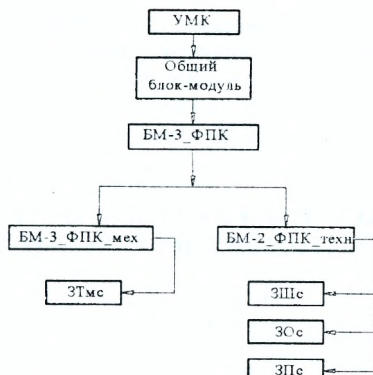 УМК
Общий
блок-модуль
БМ-3_ФПК
БМ-3_ФПК_мех
БМ-2_ФПК_техн
ЗТмс
ЗШс
ЗОс
ЗПс